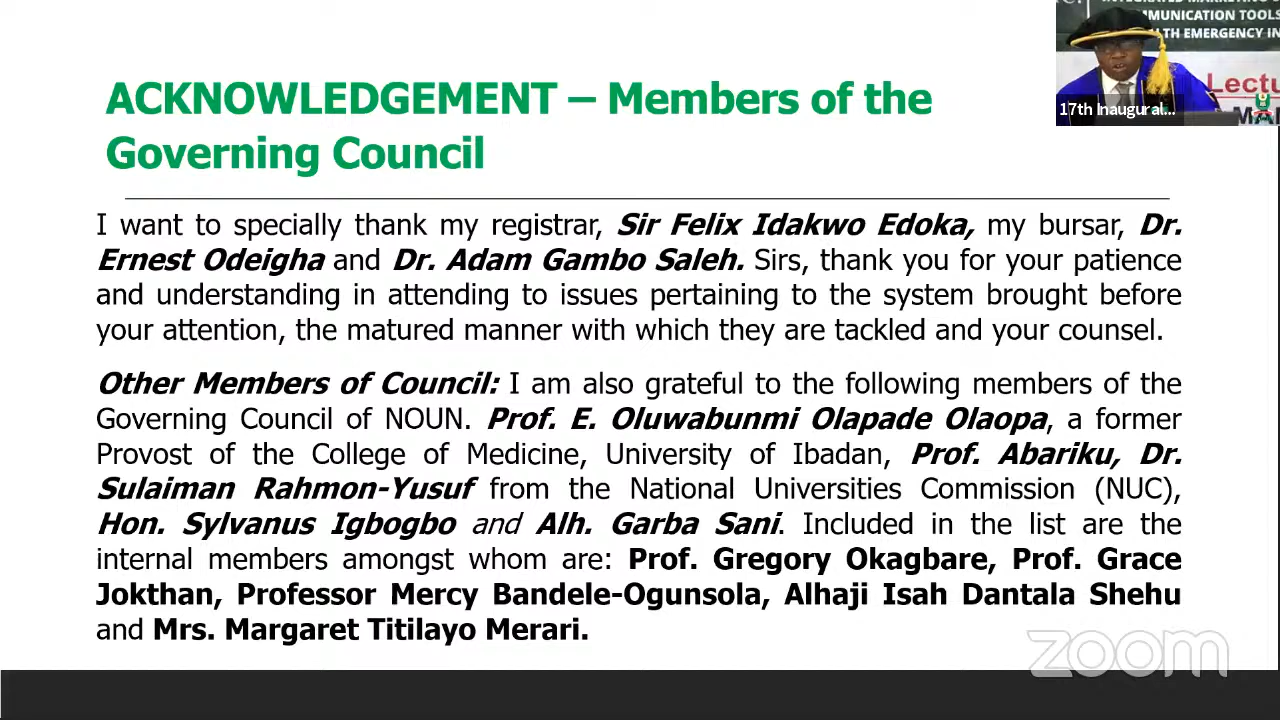 INTEGRATED MARKETING
MMUNICATION TOOLS
LTH EMERGENCY IN
Lectu
17th Inaugural...
ACKNOWLEDGEMENT – Members of the
Governing Council
I want to specially thank my registrar, Sir Felix Idakwo Edoka, my bursar, Dr.
Ernest Odeigha and Dr. Adam Gambo Saleh. Sirs, thank you for your patience
and understanding in attending to issues pertaining to the system brought before
your attention, the matured manner with which they are tackled and your counsel.
Other Members of Council: I am also grateful to the following members of the
Governing Council of NOUN. Prof. E. Oluwabunmi Olapade Olaopa, a former
Provost of the College of Medicine, University of Ibadan, Prof. Abariku, Dr.
Sulaiman Rahmon-Yusuf from the National Universities Commission (NUC),
Hon. Sylvanus Igbogbo and Alh. Garba Sani. Included in the list are the
internal members amongst whom are: Prof. Gregory Okagbare, Prof. Grace
Jokthan, Professor Mercy Bandele-Ogunsola, Alhaji Isah Dantala Shehu
and Mrs. Margaret Titilayo Merari.
zoom